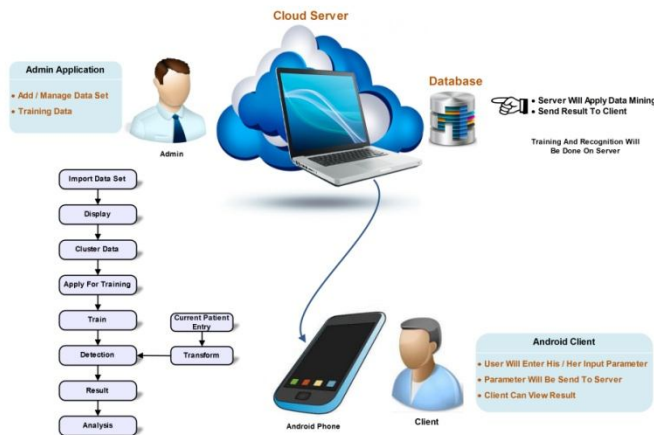 Cloud Server
Admin Application
• Add / Manage Data Set
• Training Data
Admin
Database
• Server Will Apply Data Mining
• Send Result To Client
Training And Recognition Will
Be Done On Server
Import Data Set
Display
Cluster Data
Apply For Training
Train
Current Patient
Entry
Detection
Transform
Result
Analysis
Android Phone
Client
Android Client
• User Will Enter His / Her Input Parameter
• Parameter Will Be Send To Server
• Client Can View Result